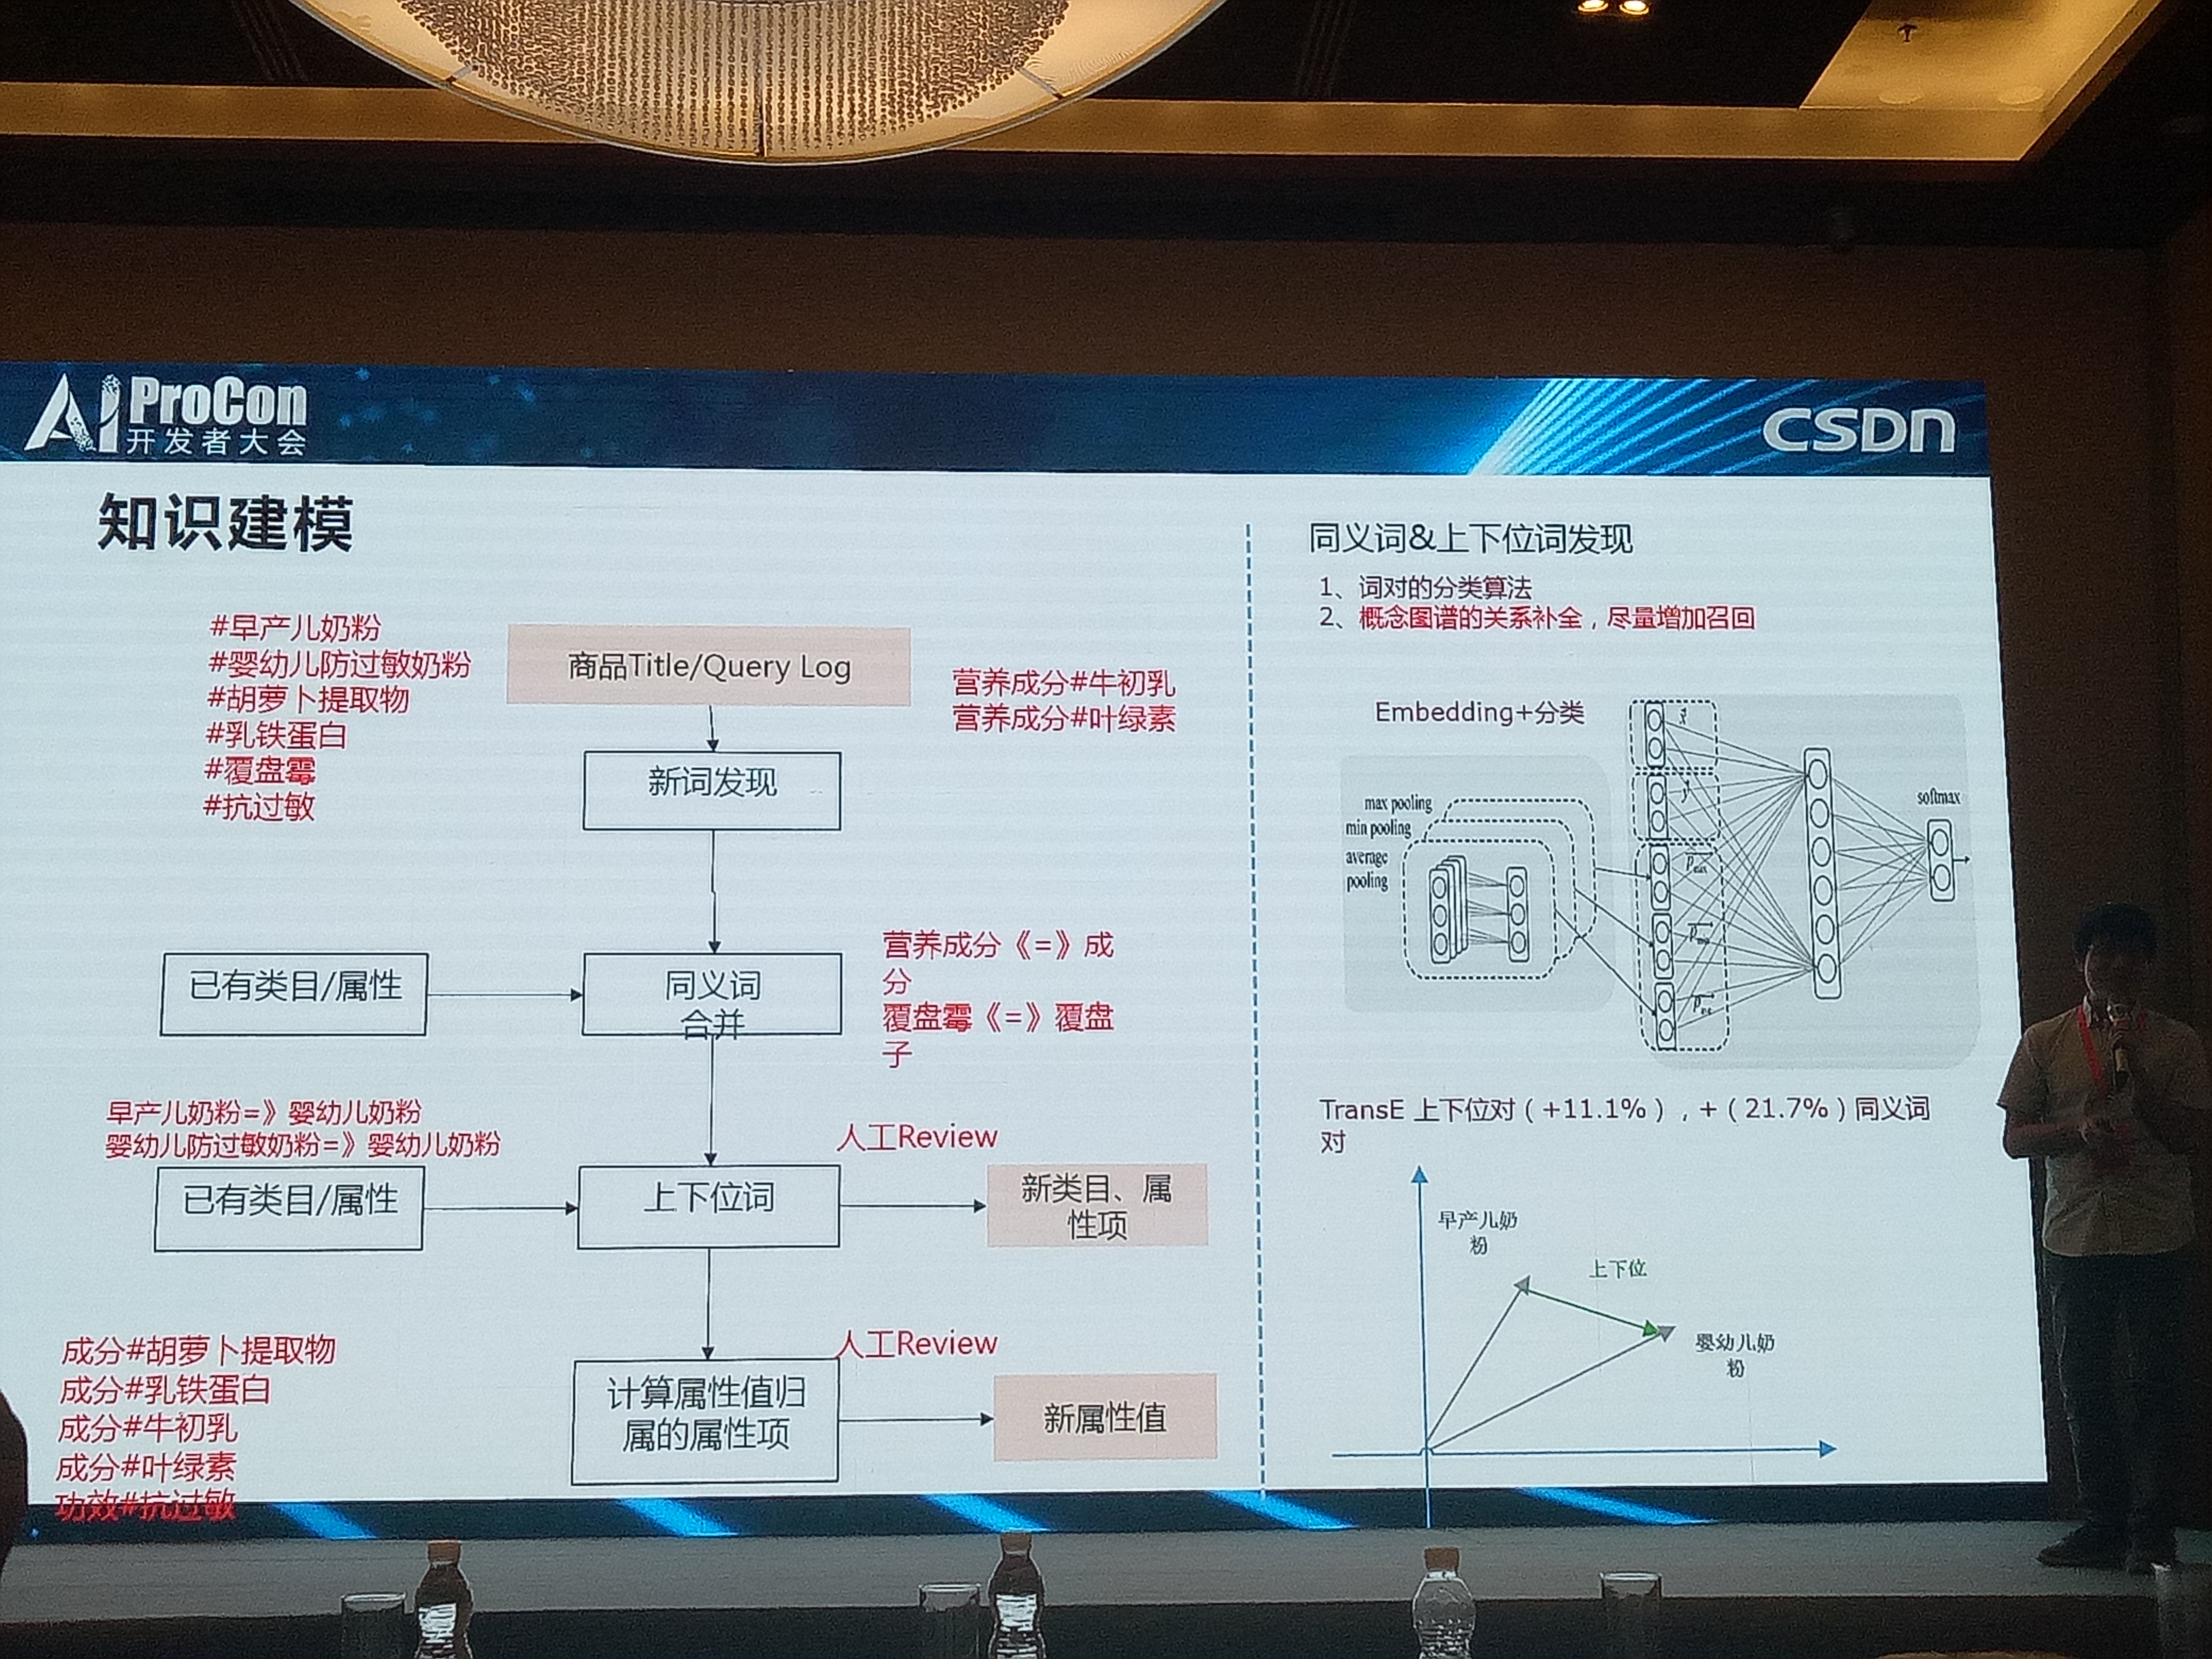 AI ProCon
开发者大会
CSDN
知识建模
#早产儿奶粉
#婴幼儿防过敏奶粉
#胡萝卜提取物
#乳铁蛋白
#覆盘霉
#抗过敏
商品Title/Query Log
营养成分#牛初乳
营养成分#叶绿素
新词发现
已有类目/属性
同义词
合并
营养成分《=》成
分
覆盘霉《=》覆盘
子
早产儿奶粉=》婴幼儿奶粉
婴幼儿防过敏奶粉=》婴幼儿奶粉
已有类目/属性
上下位词
人工Review
新类目、属
性项
成分#胡萝卜提取物
成分#乳铁蛋白
成分#牛初乳
成分#叶绿素
功效#抗过敏
计算属性值归
属的属性项
人工Review
新属性值
同义词&上下位词发现
1、词对的分类算法
2、概念图谱的关系补全，尽量增加召回
Embedding+分类
max pooling
min pooling
average
pooling
softmax
TransE 上下位对（+11.1%），+（21.7%）同义词
对
早产儿奶
粉
上下位
婴幼儿奶
粉